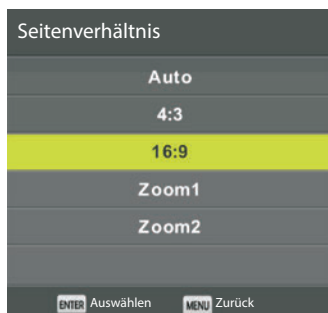 Seitenverhältnis
Auto
4:3
16:9
Zoom1
Zoom2
ENTER Auswählen MENU Zurück